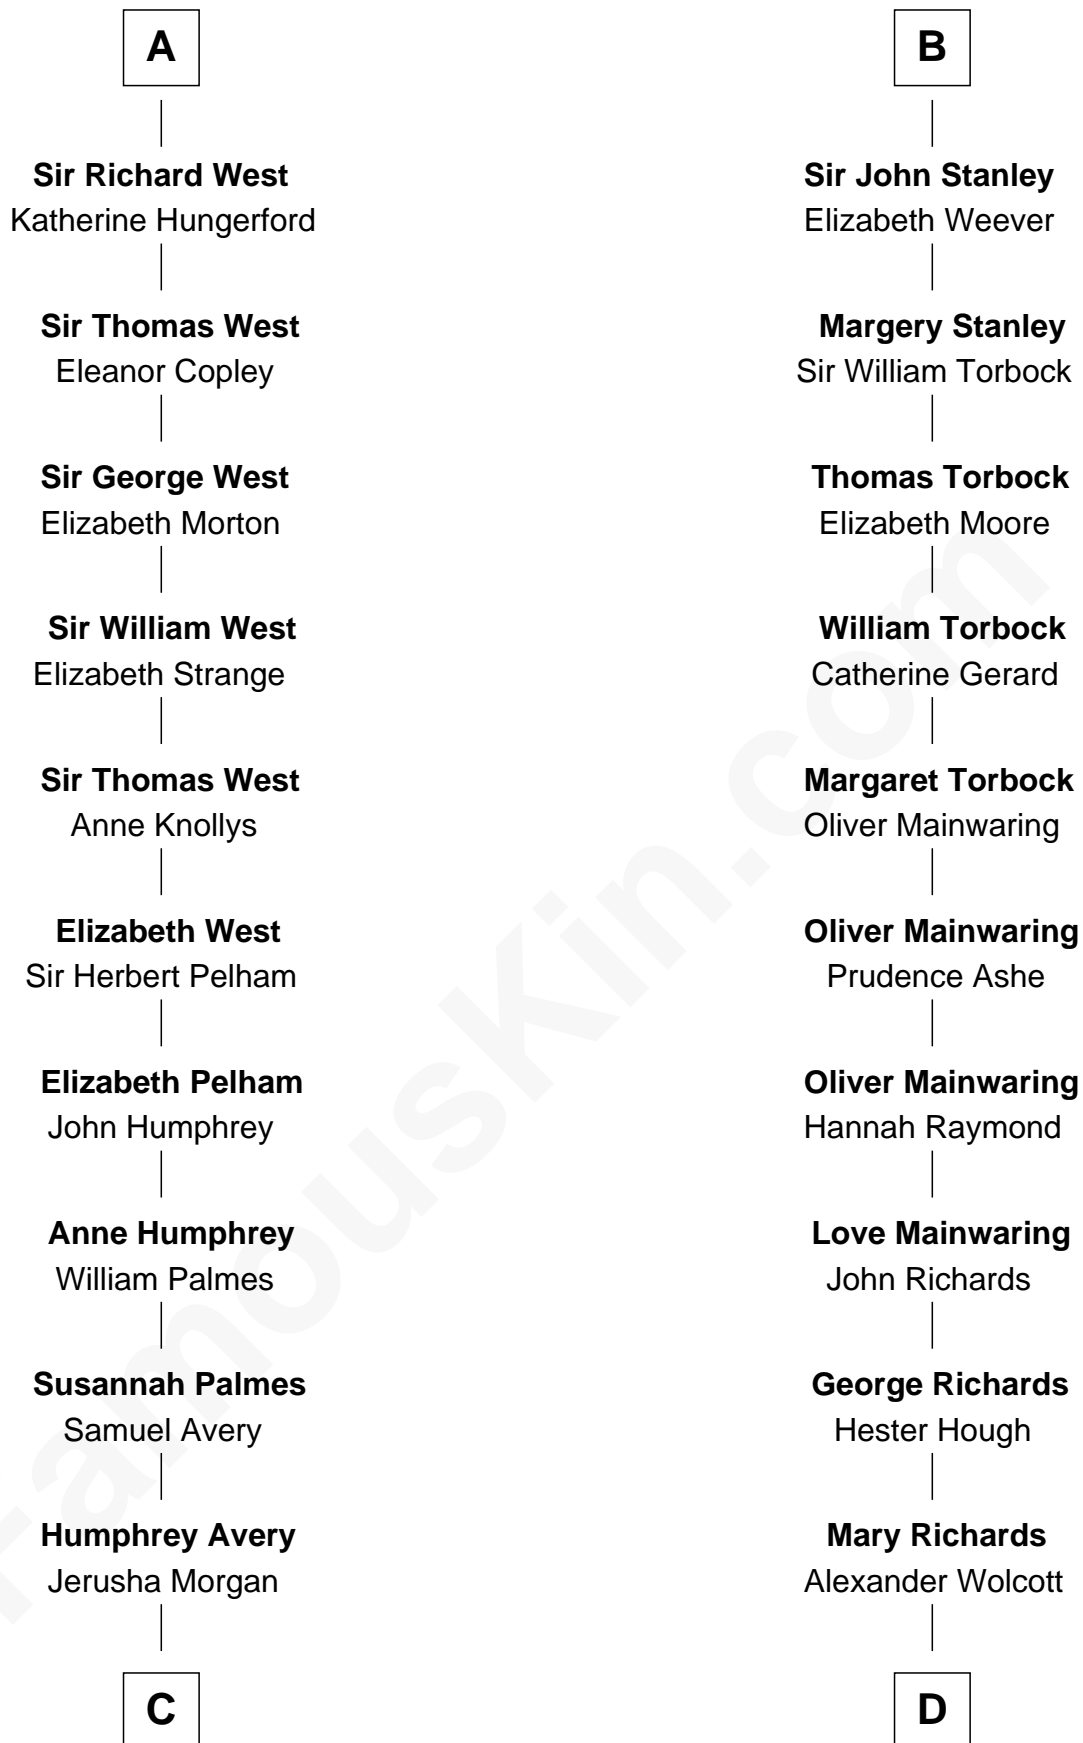 A
Sir Richard West
Katherine Hungerford
Sir Thomas West
Eleanor Copley
Sir George West
Elizabeth Morton
Sir William West
Elizabeth Strange
Sir Thomas West
Anne Knollys
Elizabeth West
Sir Herbert Pelham
Elizabeth Pelham
John Humphrey
Anne Humphrey
William Palmes
Susannah Palmes
Samuel Avery
Humphrey Avery
Jerusha Morgan
C
B
Sir John Stanley
Elizabeth Weever
Margery Stanley
Sir William Torbock
Thomas Torbock
Elizabeth Moore
William Torbock
Catherine Gerard
Margaret Torbock
Oliver Mainwaring
Oliver Mainwaring
Prudence Ashe
Oliver Mainwaring
Hannah Raymond
Love Mainwaring
John Richards
George Richards
Hester Hough
Mary Richards
Alexander Wolcott
D
FamousKin.com